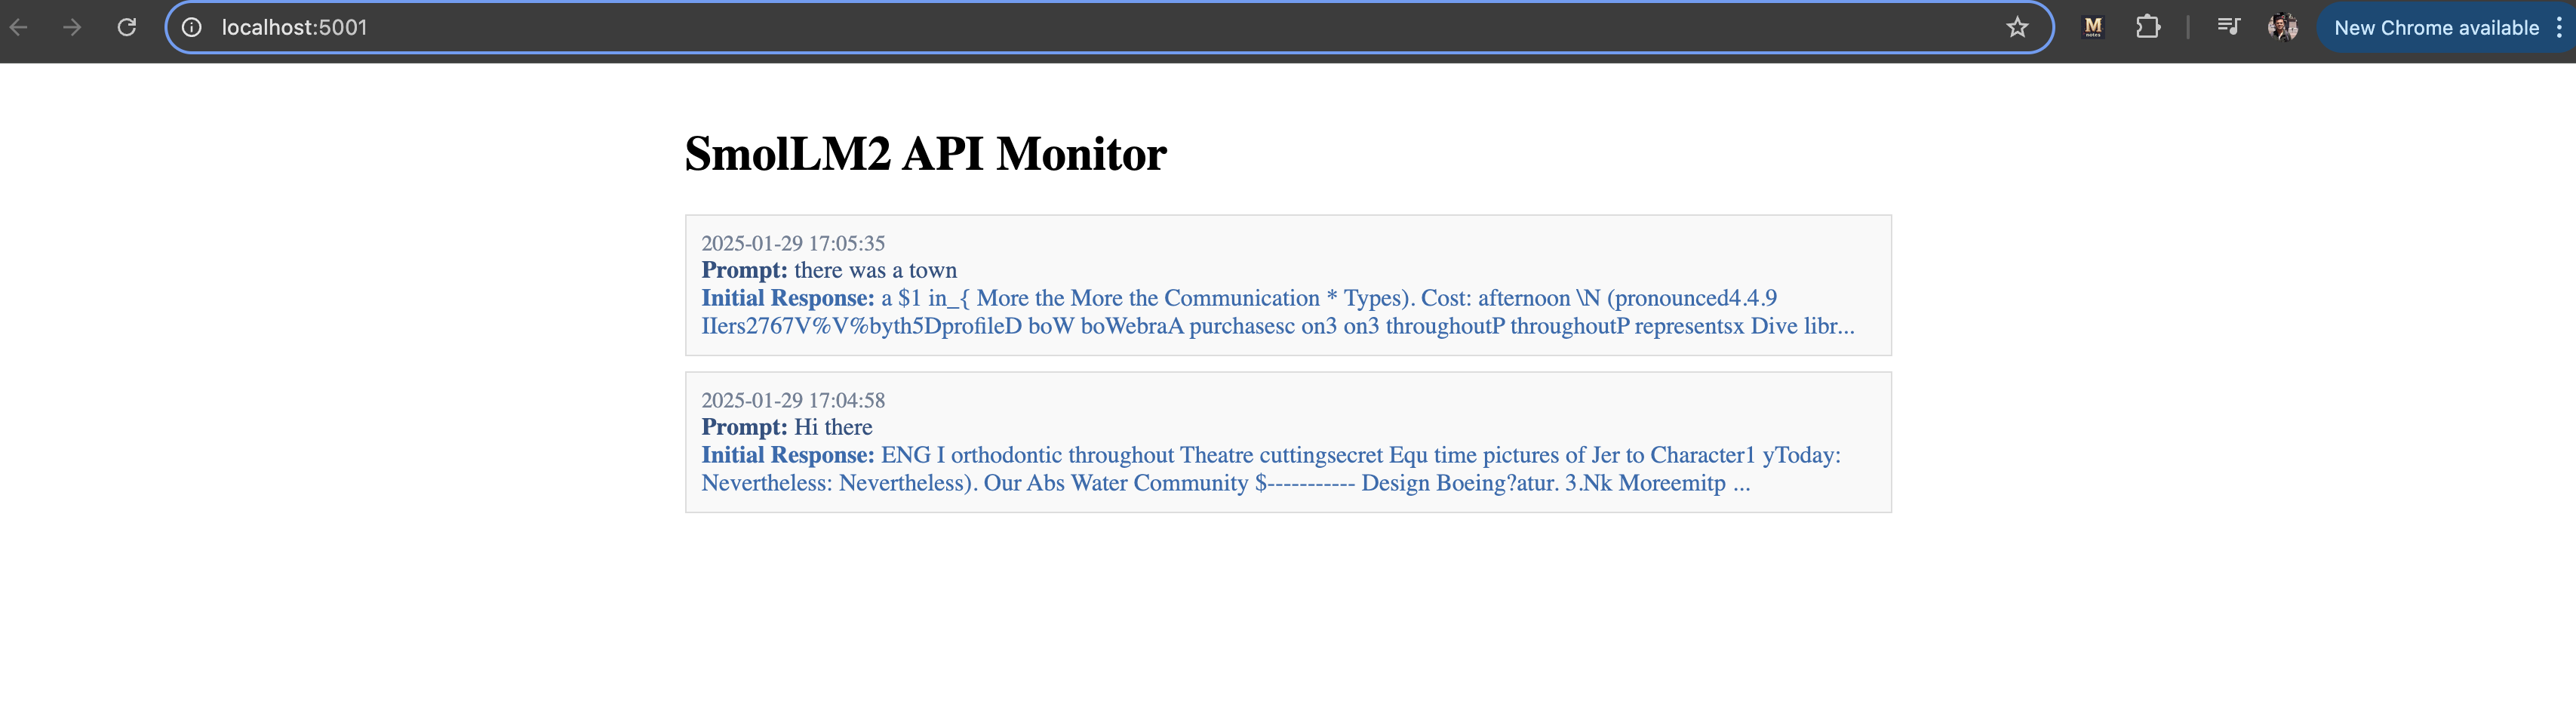 localhost:5001
M
notes
New Chrome available
SmolLM2 API Monitor
2025-01-29 17:05:35
Prompt: there was a town
Initial Response: a $1 in_{ More the More the Communication * Types). Cost: afternoon \N (pronounced4.4.9
IIers2767V%V%byth5DprofileD boW boWebraA purchasesc on3 on3 throughoutP throughoutP representsx Dive libr...
2025-01-29 17:04:58
Prompt: Hi there
Initial Response: ENG I orthodontic throughout Theatre cuttingsecret Equ time pictures of Jer to Character1 yToday:
Nevertheless: Nevertheless). Our Abs Water Community $----------- Design Boeing?atur. 3.Nk Moreemitp ...